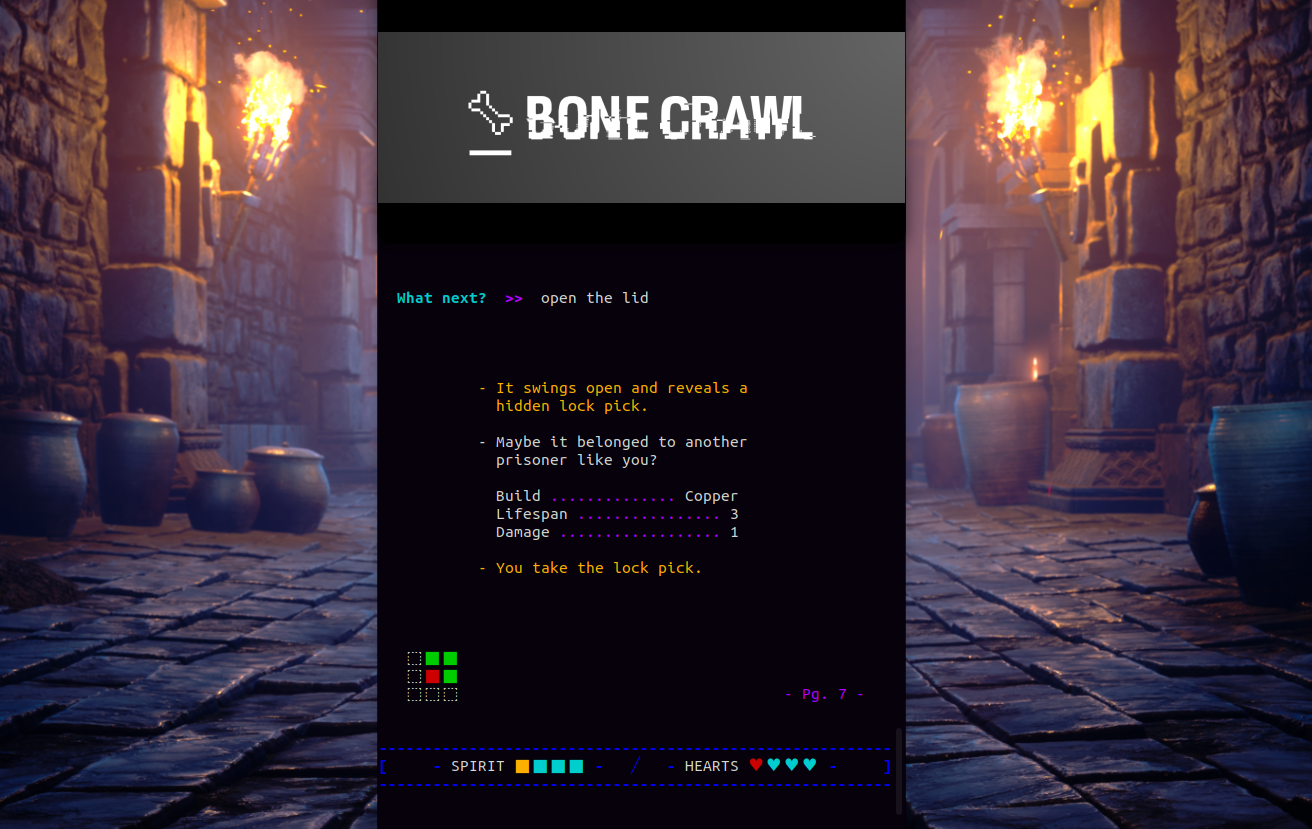 BONE CRAWL
What next? >> open the lid
- It swings open and reveals a
hidden lock pick.
- Maybe it belonged to another
prisoner like you?
Build .............. Copper
Lifespan ................ 3
Damage .................. 1
- You take the lock pick.
- Pg. 7 -
[ - SPIRIT ■■■■ - / - HEARTS ♥♥♥♥ - ]